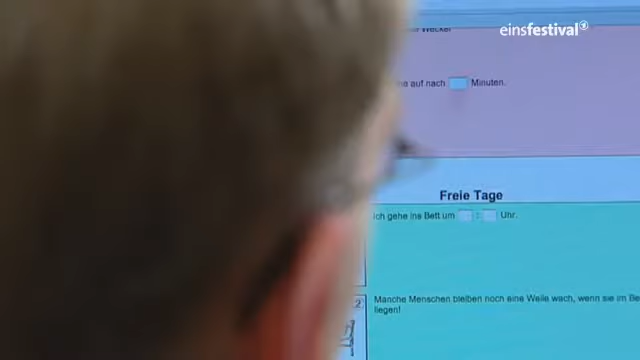 einsfestival
Wecker
auf nach Minuten.
Freie Tage
ich gehe ins Bett um : Uhr.
2
Manche Menschen bleiben noch eine Weile wach, wenn sie im
liegen!